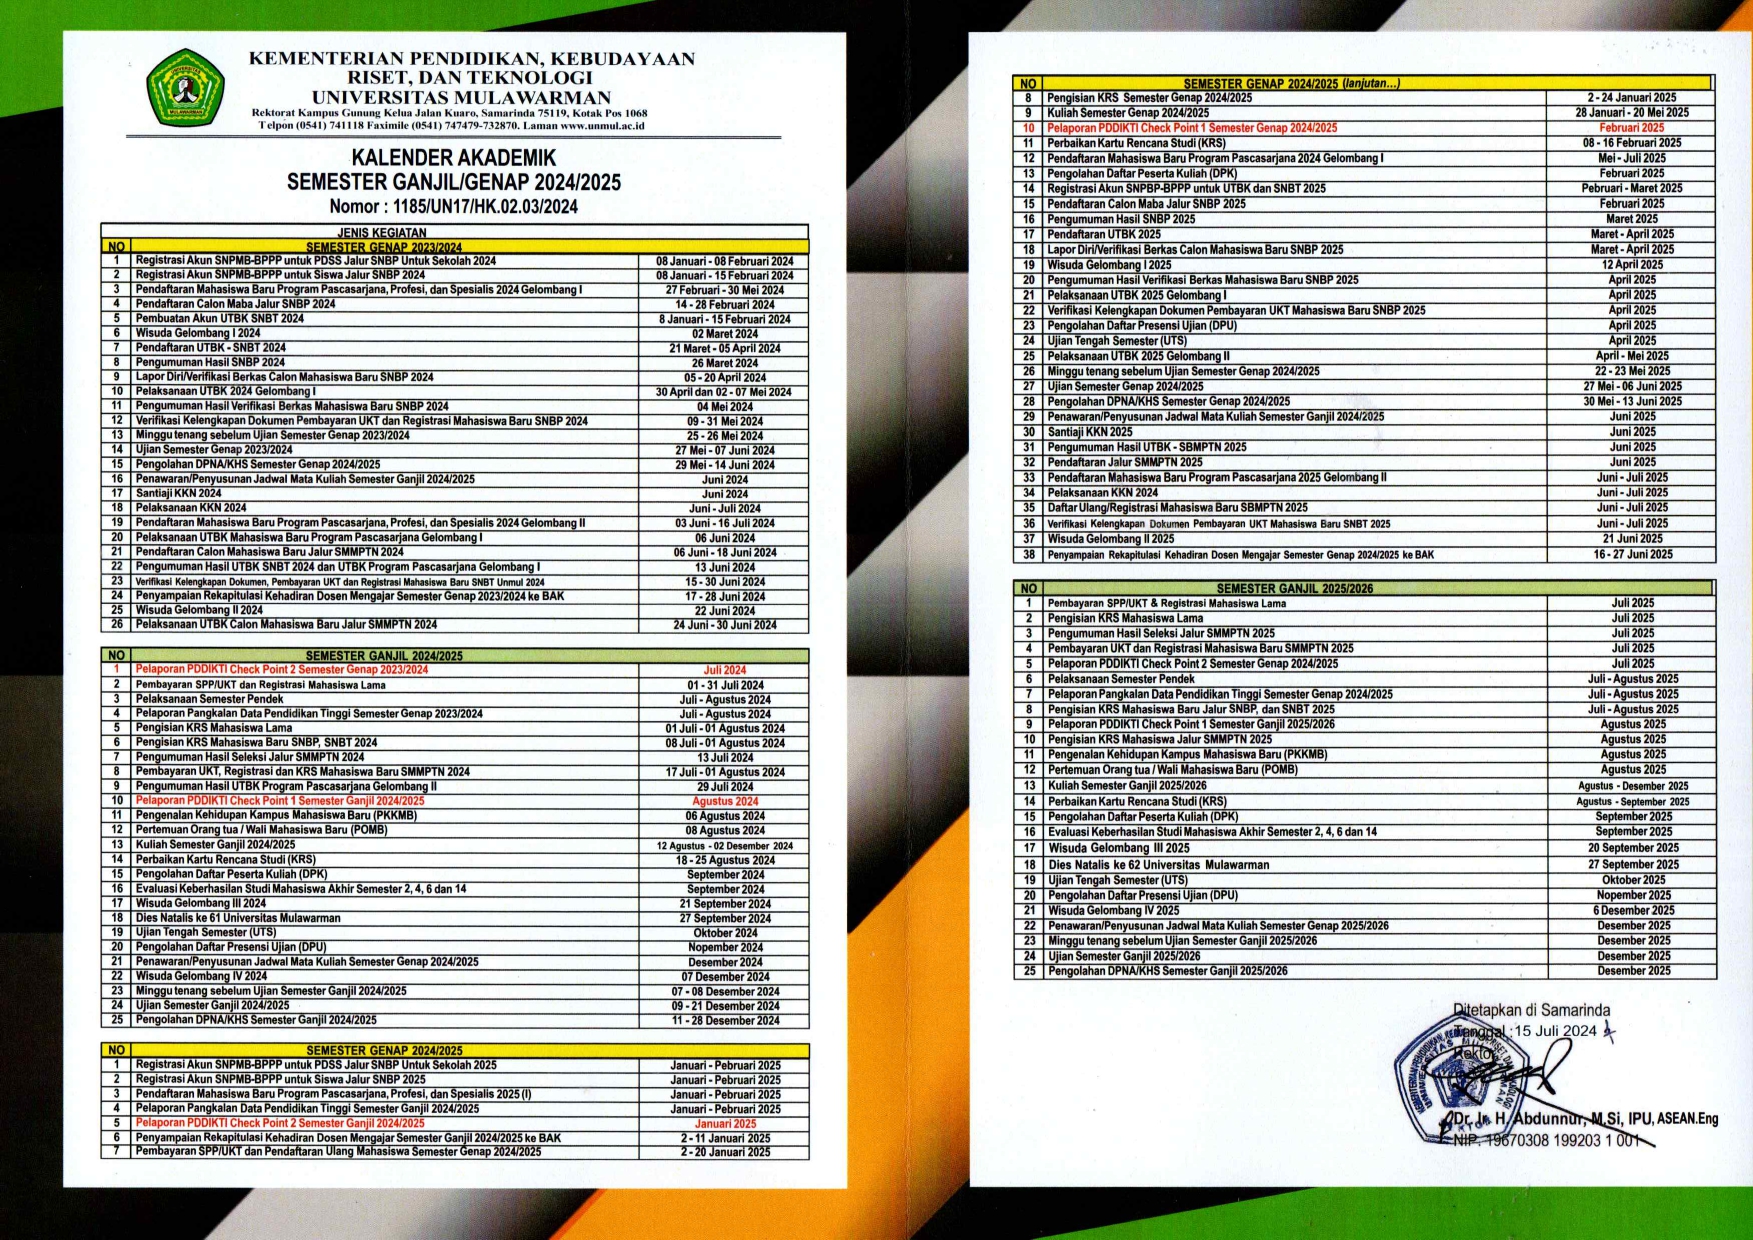 KEMENTERIAN PENDIDIKAN, KEBUDAYAAN
RISET, DAN TEKNOLOGI
UNIVERSITAS MULAWARMAN
Rektorat Kampus Gunung Kelua Jalan Kuaro, Samarinda 75119, Kotak Pos 1068
Telpon (0541) 741118 Faximile (0541) 747479-732870. Laman www.unmul.ac.id
KALENDER AKADEMIK
SEMESTER GANJIL/GENAP 2024/2025
Nomor : 1185/UN17/HK.02.03/2024
JENIS KEGIATAN
NO SEMESTER GENAP 2023/2024
1 Registrasi Akun SNPMB-BPPP untuk PDSS Jalur SNBP Untuk Sekolah 2024 08 Januari - 08 Februari 2024
2 Registrasi Akun SNPMB-BPPP untuk Siswa Jalur SNBP 2024 08 Januari - 15 Februari 2024
3 Pendaftaran Mahasiswa Baru Program Pascasarjana, Profesi, dan Spesialis 2024 Gelombang I 27 Februari - 30 Mei 2024
4 Pendaftaran Calon Maba Jalur SNBP 2024 14 - 28 Februari 2024
5 Pembuatan Akun UTBK SNBT 2024 8 Januari - 15 Februari 2024
6 Wisuda Gelombang I 2024 02 Maret 2024
7 Pendaftaran UTBK - SNBT 2024 21 Maret - 05 April 2024
8 Pengumuman Hasil SNBP 2024 26 Maret 2024
9 Lapor Diri/Verifikasi Berkas Calon Mahasiswa Baru SNBP 2024 05 - 20 April 2024
10 Pelaksanaan UTBK 2024 Gelombang I 30 April dan 02 - 07 Mei 2024
11 Pengumuman Hasil Verifikasi Berkas Mahasiswa Baru SNBP 2024 04 Mei 2024
12 Verifikasi Kelengkapan Dokumen Pembayaran UKT dan Registrasi Mahasiswa Baru SNBP 2024 09 - 31 Mei 2024
13 Minggu tenang sebelum Ujian Semester Genap 2023/2024 25 - 26 Mei 2024
14 Ujian Semester Genap 2023/2024 27 Mei - 07 Juni 2024
15 Pengolahan DPNA/KHS Semester Genap 2024/2025 29 Mei - 14 Juni 2024
16 Penawaran/Penyusunan Jadwal Mata Kuliah Semester Ganjil 2024/2025 Juni 2024
17 Santiaji KKN 2024 Juni 2024
18 Pelaksanaan KKN 2024 Juni - Juli 2024
19 Pendaftaran Mahasiswa Baru Program Pascasarjana, Profesi, dan Spesialis 2024 Gelombang II 03 Juni - 16 Juli 2024
20 Pelaksanaan UTBK Mahasiswa Baru Program Pascasarjana Gelombang I 06 Juni 2024
21 Pendaftaran Calon Mahasiswa Baru Jalur SMMPTN 2024 06 Juni - 18 Juni 2024
22 Pengumuman Hasil UTBK SNBT 2024 dan UTBK Program Pascasarjana Gelombang I 13 Juni 2024
23 Verifikasi Kelengkapan Dokumen, Pembayaran UKT dan Registrasi Mahasiswa Baru SNBT Unmul 2024 15 - 30 Juni 2024
24 Penyampaian Rekapitulasi Kehadiran Dosen Mengajar Semester Genap 2023/2024 ke BAK 17 - 28 Juni 2024
25 Wisuda Gelombang II 2024 22 Juni 2024
26 Pelaksanaan UTBK Calon Mahasiswa Baru Jalur SMMPTN 2024 24 Juni - 30 Juni 2024
NO SEMESTER GANJIL 2024/2025
1 Pelaporan PDDIKTI Check Point 2 Semester Genap 2023/2024 Juli 2024
2 Pembayaran SPP/UKT dan Registrasi Mahasiswa Lama 01 - 31 Juli 2024
3 Pelaksanaan Semester Pendek Juli - Agustus 2024
4 Pelaporan Pangkalan Data Pendidikan Tinggi Semester Genap 2023/2024 Juli - Agustus 2024
5 Pengisian KRS Mahasiswa Lama 01 Juli - 01 Agustus 2024
6 Pengisian KRS Mahasiswa Baru SNBP, SNBT 2024 08 Juli - 01 Agustus 2024
7 Pengumuman Hasil Seleksi Jalur SMMPTN 2024 13 Juli 2024
8 Pembayaran UKT, Registrasi dan KRS Mahasiswa Baru SMMPTN 2024 17 Juli - 01 Agustus 2024
9 Pengumuman Hasil UTBK Program Pascasarjana Gelombang II 29 Juli 2024
10 Pelaporan PDDIKTI Check Point 1 Semester Ganjil 2024/2025 Agustus 2024
11 Pengenalan Kehidupan Kampus Mahasiswa Baru (PKKMB) 06 Agustus 2024
12 Pertemuan Orang tua / Wali Mahasiswa Baru (POMB) 08 Agustus 2024
13 Kuliah Semester Ganjil 2024/2025 12 Agustus - 02 Desember 2024
14 Perbaikan Kartu Rencana Studi (KRS) 18 - 25 Agustus 2024
15 Pengolahan Daftar Peserta Kuliah (DPK) September 2024
16 Evaluasi Keberhasilan Studi Mahasiswa Akhir Semester 2, 4, 6 dan 14 September 2024
17 Wisuda Gelombang III 2024 21 September 2024
18 Dies Natalis ke 61 Universitas Mulawarman 27 September 2024
19 Ujian Tengah Semester (UTS) Oktober 2024
20 Pengolahan Daftar Presensi Ujian (DPU) Nopember 2024
21 Penawaran/Penyusunan Jadwal Mata Kuliah Semester Genap 2024/2025 Desember 2024
22 Wisuda Gelombang IV 2024 07 Desember 2024
23 Minggu tenang sebelum Ujian Semester Ganjil 2024/2025 07 - 08 Desember 2024
24 Ujian Semester Ganjil 2024/2025 09 - 21 Desember 2024
25 Pengolahan DPNA/KHS Semester Ganjil 2024/2025 11 - 28 Desember 2024
NO SEMESTER GENAP 2024/2025
1 Registrasi Akun SNPMB-BPPP untuk PDSS Jalur SNBP Untuk Sekolah 2025 Januari - Pebruari 2025
2 Registrasi Akun SNPMB-BPPP untuk Siswa Jalur SNBP 2025 Januari - Pebruari 2025
3 Pendaftaran Mahasiswa Baru Program Pascasarjana, Profesi, dan Spesialis 2025 (I) Januari - Pebruari 2025
4 Pelaporan Pangkalan Data Pendidikan Tinggi Semester Ganjil 2024/2025 Januari - Pebruari 2025
5 Pelaporan PDDIKTI Check Point 2 Semester Ganjil 2024/2025 Januari 2025
6 Penyampaian Rekapitulasi Kehadiran Dosen Mengajar Semester Ganjil 2024/2025 ke BAK 2 - 11 Januari 2025
7 Pembayaran SPP/UKT dan Pendaftaran Ulang Mahasiswa Semester Genap 2024/2025 2 - 20 Januari 2025
NO SEMESTER GENAP 2024/2025 (lanjutan...)
8 Pengisian KRS Semester Genap 2024/2025 2 - 24 Januari 2025
9 Kuliah Semester Genap 2024/2025 28 Januari - 20 Mei 2025
10 Pelaporan PDDIKTI Check Point 1 Semester Genap 2024/2025 Februari 2025
11 Perbaikan Kartu Rencana Studi (KRS) 08 - 16 Februari 2025
12 Pendaftaran Mahasiswa Baru Program Pascasarjana 2024 Gelombang I Mei - Juli 2025
13 Pengolahan Daftar Peserta Kuliah (DPK) Februari 2025
14 Registrasi Akun SNPBP-BPPP untuk UTBK dan SNBT 2025 Pebruari - Maret 2025
15 Pendaftaran Calon Maba Jalur SNBP 2025 Februari 2025
16 Pengumuman Hasil SNBP 2025 Maret 2025
17 Pendaftaran UTBK 2025 Maret - April 2025
18 Lapor Diri/Verifikasi Berkas Calon Mahasiswa Baru SNBP 2025 Maret - April 2025
19 Wisuda Gelombang I 2025 12 April 2025
20 Pengumuman Hasil Verifikasi Berkas Mahasiswa Baru SNBP 2025 April 2025
21 Pelaksanaan UTBK 2025 Gelombang I April 2025
22 Verifikasi Kelengkapan Dokumen Pembayaran UKT Mahasiswa Baru SNBP 2025 April 2025
23 Pengolahan Daftar Presensi Ujian (DPU) April 2025
24 Ujian Tengah Semester (UTS) April 2025
25 Pelaksanaan UTBK 2025 Gelombang II April - Mei 2025
26 Minggu tenang sebelum Ujian Semester Genap 2024/2025 22 - 23 Mei 2025
27 Ujian Semester Genap 2024/2025 27 Mei - 06 Juni 2025
28 Pengolahan DPNA/KHS Semester Genap 2024/2025 30 Mei - 13 Juni 2025
29 Penawaran/Penyusunan Jadwal Mata Kuliah Semester Ganjil 2024/2025 Juni 2025
30 Santiaji KKN 2025 Juni 2025
31 Pengumuman Hasil UTBK - SBMPTN 2025 Juni 2025
32 Pendaftaran Jalur SMMPTN 2025 Juni 2025
33 Pendaftaran Mahasiswa Baru Program Pascasarjana 2025 Gelombang II Juni - Juli 2025
34 Pelaksanaan KKN 2024 Juni - Juli 2025
35 Daftar Ulang/Registrasi Mahasiswa Baru SBMPTN 2025 Juni - Juli 2025
36 Verifikasi Kelengkapan Dokumen Pembayaran UKT Mahasiswa Baru SNBT 2025 Juni - Juli 2025
37 Wisuda Gelombang II 2025 21 Juni 2025
38 Penyampaian Rekapitulasi Kehadiran Dosen Mengajar Semester Genap 2024/2025 ke BAK 16 - 27 Juni 2025
NO SEMESTER GANJIL 2025/2026
1 Pembayaran SPP/UKT & Registrasi Mahasiswa Lama Juli 2025
2 Pengisian KRS Mahasiswa Lama Juli 2025
3 Pengumuman Hasil Seleksi Jalur SMMPTN 2025 Juli 2025
4 Pembayaran UKT dan Registrasi Mahasiswa Baru SMMPTN 2025 Juli 2025
5 Pelaporan PDDIKTI Check Point 2 Semester Genap 2024/2025 Juli 2025
6 Pelaksanaan Semester Pendek Juli - Agustus 2025
7 Pelaporan Pangkalan Data Pendidikan Tinggi Semester Genap 2024/2025 Juli - Agustus 2025
8 Pengisian KRS Mahasiswa Baru Jalur SNBP, dan SNBT 2025 Juli - Agustus 2025
9 Pelaporan PDDIKTI Check Point 1 Semester Ganjil 2025/2026 Agustus 2025
10 Pengisian KRS Mahasiswa Jalur SMMPTN 2025 Agustus 2025
11 Pengenalan Kehidupan Kampus Mahasiswa Baru (PKKMB) Agustus 2025
12 Pertemuan Orang tua / Wali Mahasiswa Baru (POMB) Agustus 2025
13 Kuliah Semester Ganjil 2025/2026 Agustus - Desember 2025
14 Perbaikan Kartu Rencana Studi (KRS) Agustus - September 2025
15 Pengolahan Daftar Peserta Kuliah (DPK) September 2025
16 Evaluasi Keberhasilan Studi Mahasiswa Akhir Semester 2, 4, 6 dan 14 September 2025
17 Wisuda Gelombang III 2025 20 September 2025
18 Dies Natalis ke 62 Universitas Mulawarman 27 September 2025
19 Ujian Tengah Semester (UTS) Oktober 2025
20 Pengolahan Daftar Presensi Ujian (DPU) Nopember 2025
21 Wisuda Gelombang IV 2025 6 Desember 2025
22 Penawaran/Penyusunan Jadwal Mata Kuliah Semester Genap 2025/2026 Desember 2025
23 Minggu tenang sebelum Ujian Semester Ganjil 2025/2026 Desember 2025
24 Ujian Semester Ganjil 2025/2026 Desember 2025
25 Pengolahan DPNA/KHS Semester Ganjil 2025/2026 Desember 2025
Ditetapkan di Samarinda
Tanggal : 15 Juli 2024
Rektor
Dr. Ir. H. Abdunnur, M.Si, IPU, ASEAN.Eng
NIP. 19670308 199203 1 001